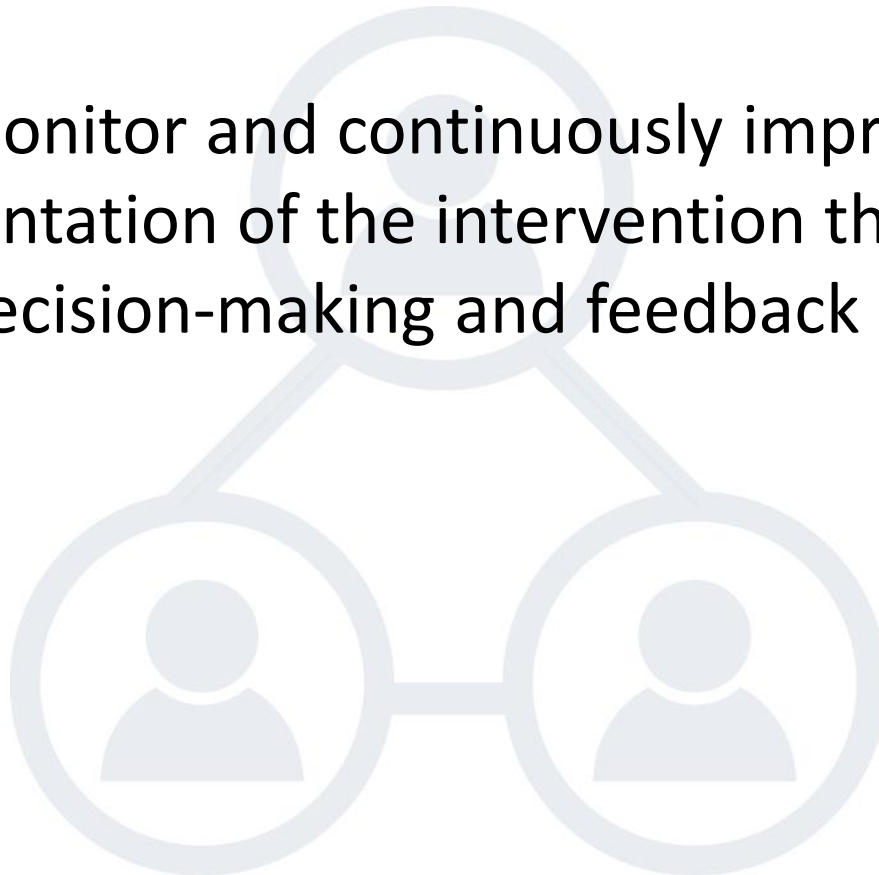 onitor and continuously impr
ntation of the intervention th
ecision-making and feedback